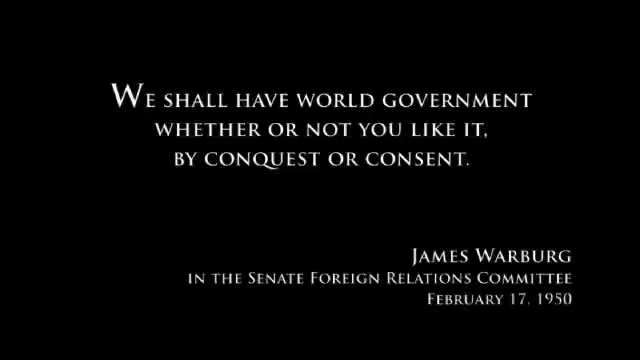 We shall have world government
whether or not you like it,
by conquest or consent.
James Warburg
in the Senate Foreign Relations Committee
February 17, 1950